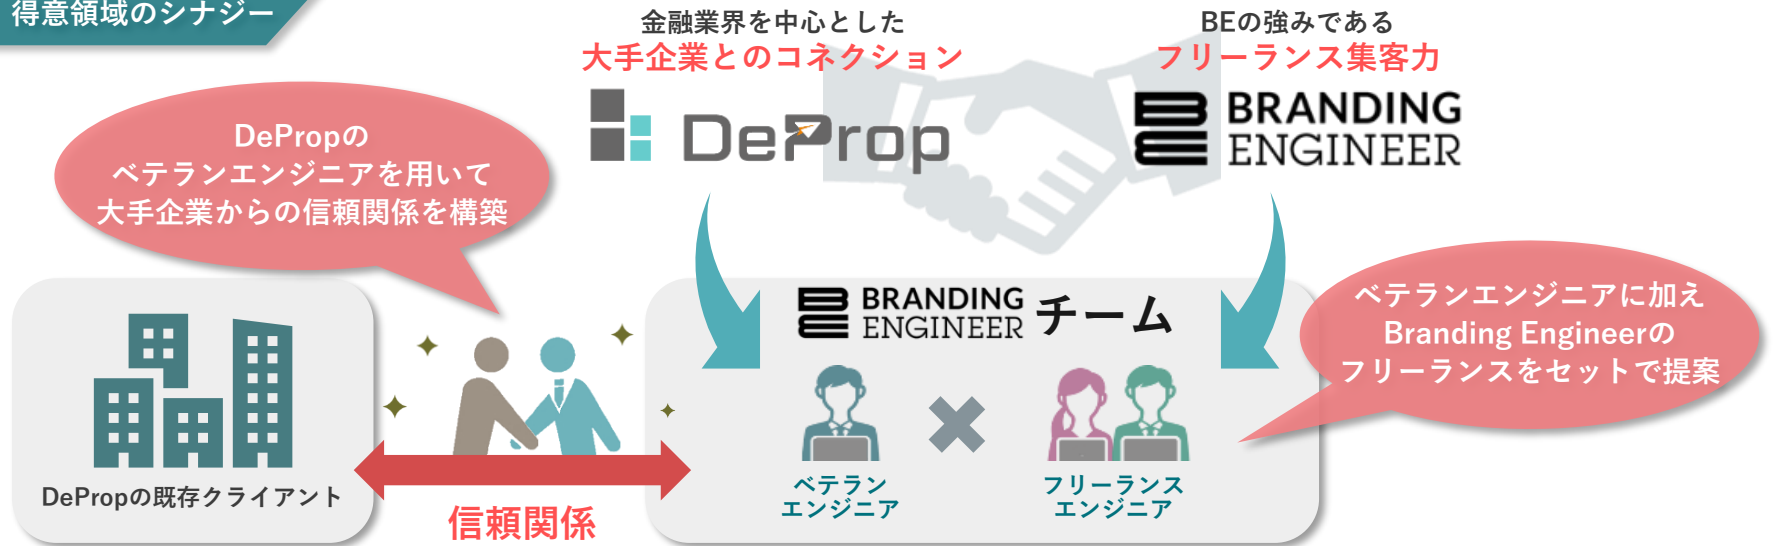 得意領域のシナジー
金融業界を中心とした
大手企業とのコネクション
DeProp
BEの強みである
フリーランス集客力
BRANDING
ENGINEER
DePropの
ベテランエンジニアを用いて
大手企業からの信頼関係を構築
BRANDING
ENGINEER
チーム
ベテランエンジニアに加え
Branding Engineerの
フリーランスをセットで提案
DePropの既存クライアント
信頼関係
ベテラン
エンジニア
フリーランス
エンジニア